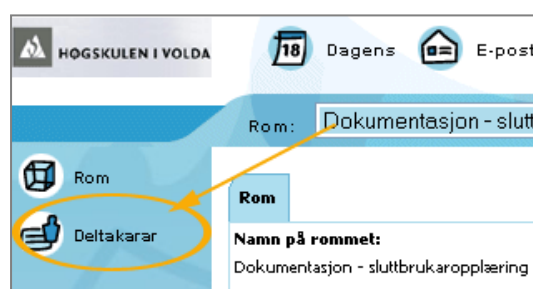 HØGSKULEN I VOLDA
18
Dagens
E-post
Rom:
Dokumentasjon - slutt
Rom
Deltakarar
Rom
Namn på rommet:
Dokumentasjon - sluttbrukaropplæring